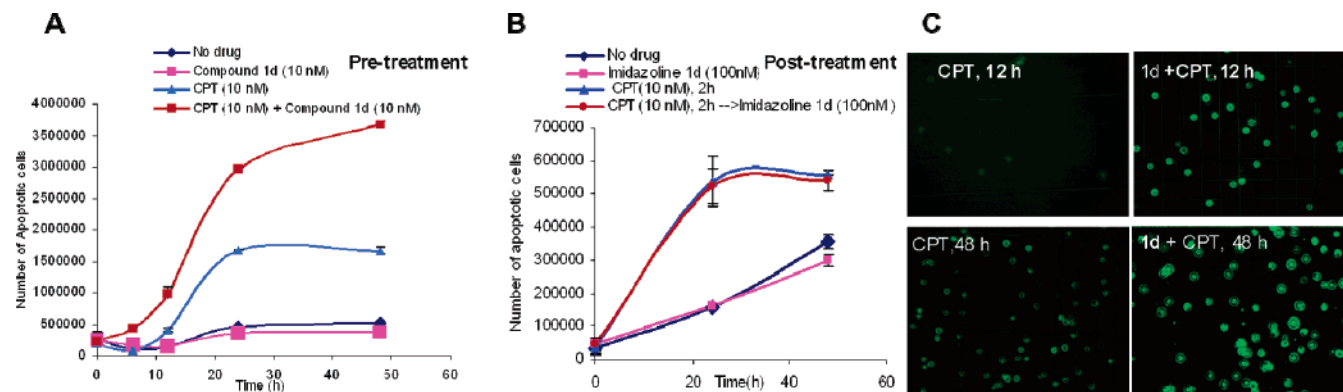 A
No drug
Compound 1d (10 nM)
CPT (10 nM)
CPT (10 nM) + Compound 1d (10 nM)
Pre-treatment
Number of Apoptotic cells
4000000
3500000
3000000
2500000
2000000
1500000
1000000
500000
0
0 10 20 30 40 50 60
Time (h)
B
No drug
Imidazoline 1d (100nM)
CPT(10 nM), 2h
CPT (10 nM), 2h -->Imidazoline 1d (100nM)
Post-treatment
Number of apoptotic cells
700000
600000
500000
400000
300000
200000
100000
0
0 20 40 60
Time(h)
C
CPT, 12 h
1d +CPT, 12 h
CPT,48 h
1d + CPT, 48 h